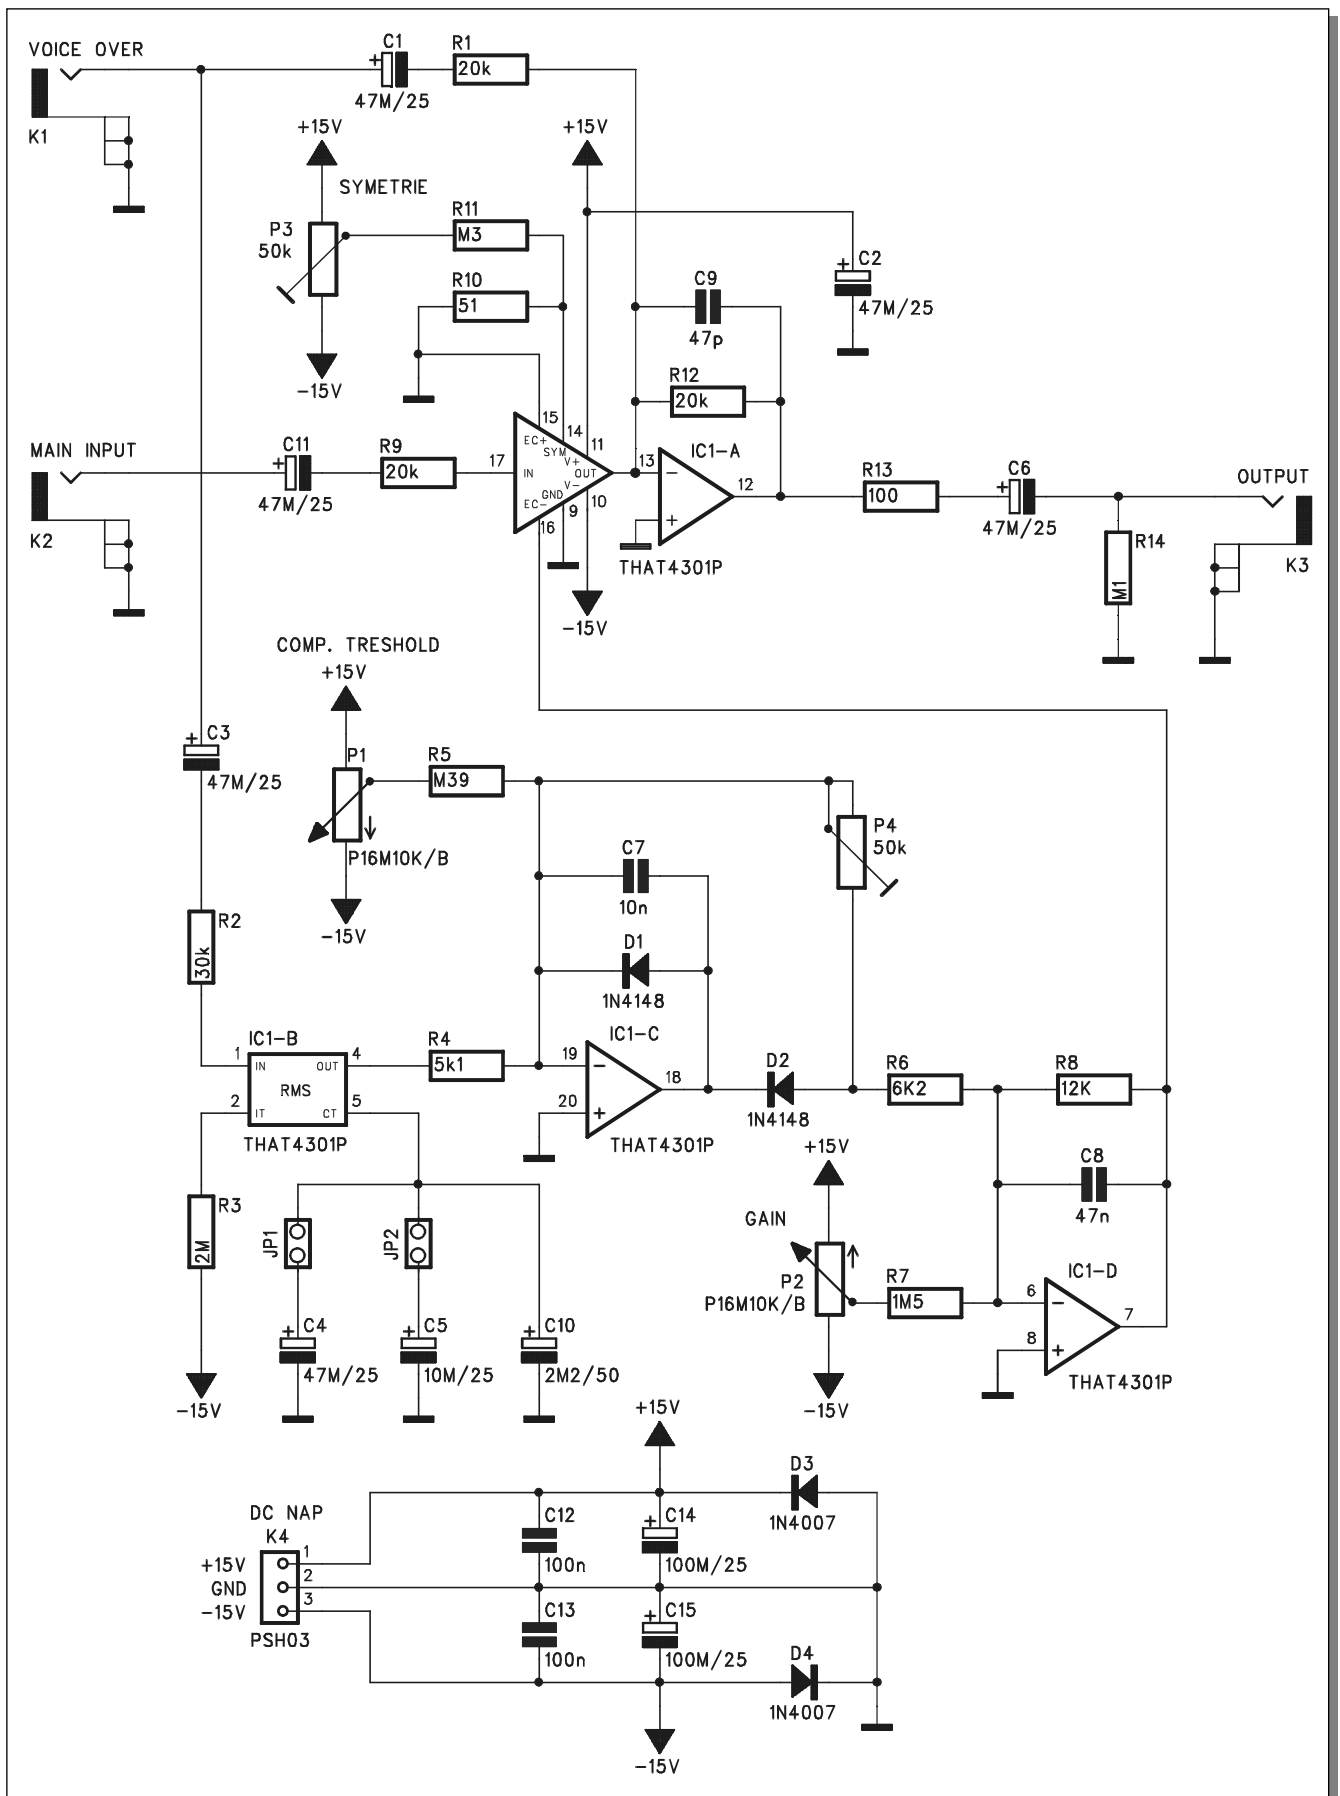 VOICE OVER
K1
C1
+
47M/25
R1
20k
+15V
SYMETRIE
P3
50k
-15V
R11
M3
R10
51
+15V
C2
+
47M/25
C9
47p
R12
20k
MAIN INPUT
K2
C11
+
47M/25
R9
20k
17
15
14
11
EC+
SYM
V+
IN
OUT
V-
GND
EC-
10
9
16
-15V
13
IC1-A
-
+
12
THAT4301P
R13
100
C6
+
47M/25
OUTPUT
K3
R14
M1
COMP. TRESHOLD
+15V
P1
P16M10K/B
-15V
C3
+
47M/25
R5
M39
P4
50k
C7
10n
D1
1N4148
R2
30k
IC1-B
1
IN
OUT
4
RMS
2
IT
CT
5
THAT4301P
R4
5k1
IC1-C
19
-
20
+
18
THAT4301P
D2
1N4148
R6
6K2
R8
12K
R3
2M
-15V
JP1
JP2
C4
+
47M/25
C5
+
10M/25
C10
+
2M2/50
+15V
GAIN
P2
P16M10K/B
-15V
R7
1M5
C8
47n
IC1-D
6
-
8
+
7
THAT4301P
+15V
DC NAP
K4
+15V
1
GND
2
-15V
3
PSH03
C12
100n
C14
+
100M/25
D3
1N4007
C13
100n
C15
+
100M/25
D4
1N4007
-15V